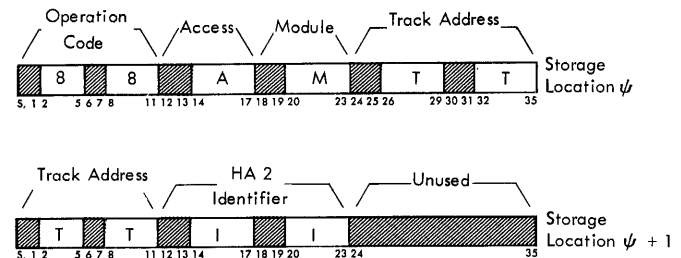 Operation Code Access Module Track Address
8 8 A M T T Storage Location ψ
S, 1 2 5 6 7 8 11 12 13 14 17 18 19 20 23 24 25 26 29 30 31 32 35
Track Address HA 2 Identifier Unused
T T I I Storage Location ψ + 1
S, 1 2 5 6 7 8 11 12 13 14 17 18 19 20 23 24 35